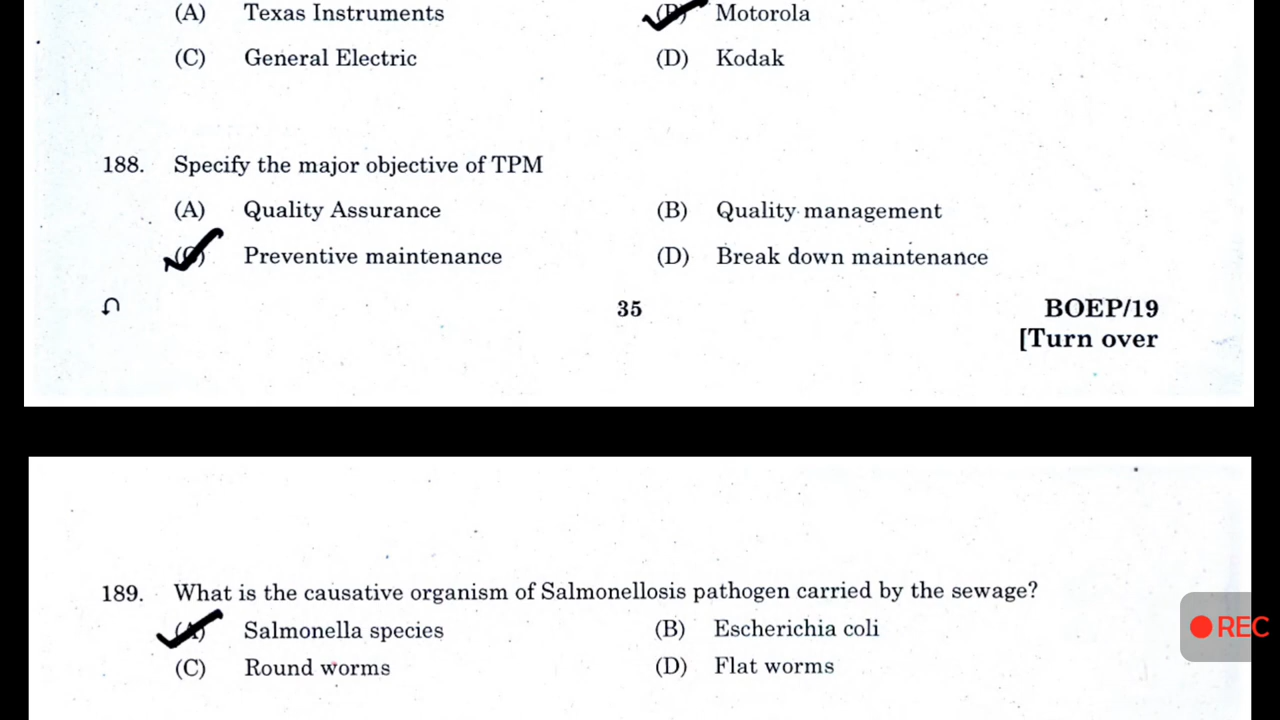 (A) Texas Instruments (B) Motorola
(C) General Electric (D) Kodak
188. Specify the major objective of TPM
(A) Quality Assurance (B) Quality management
(C) Preventive maintenance (D) Break down maintenance
35 BOEP/19
[Turn over
189. What is the causative organism of Salmonellosis pathogen carried by the sewage?
(A) Salmonella species (B) Escherichia coli
(C) Round worms (D) Flat worms
REC